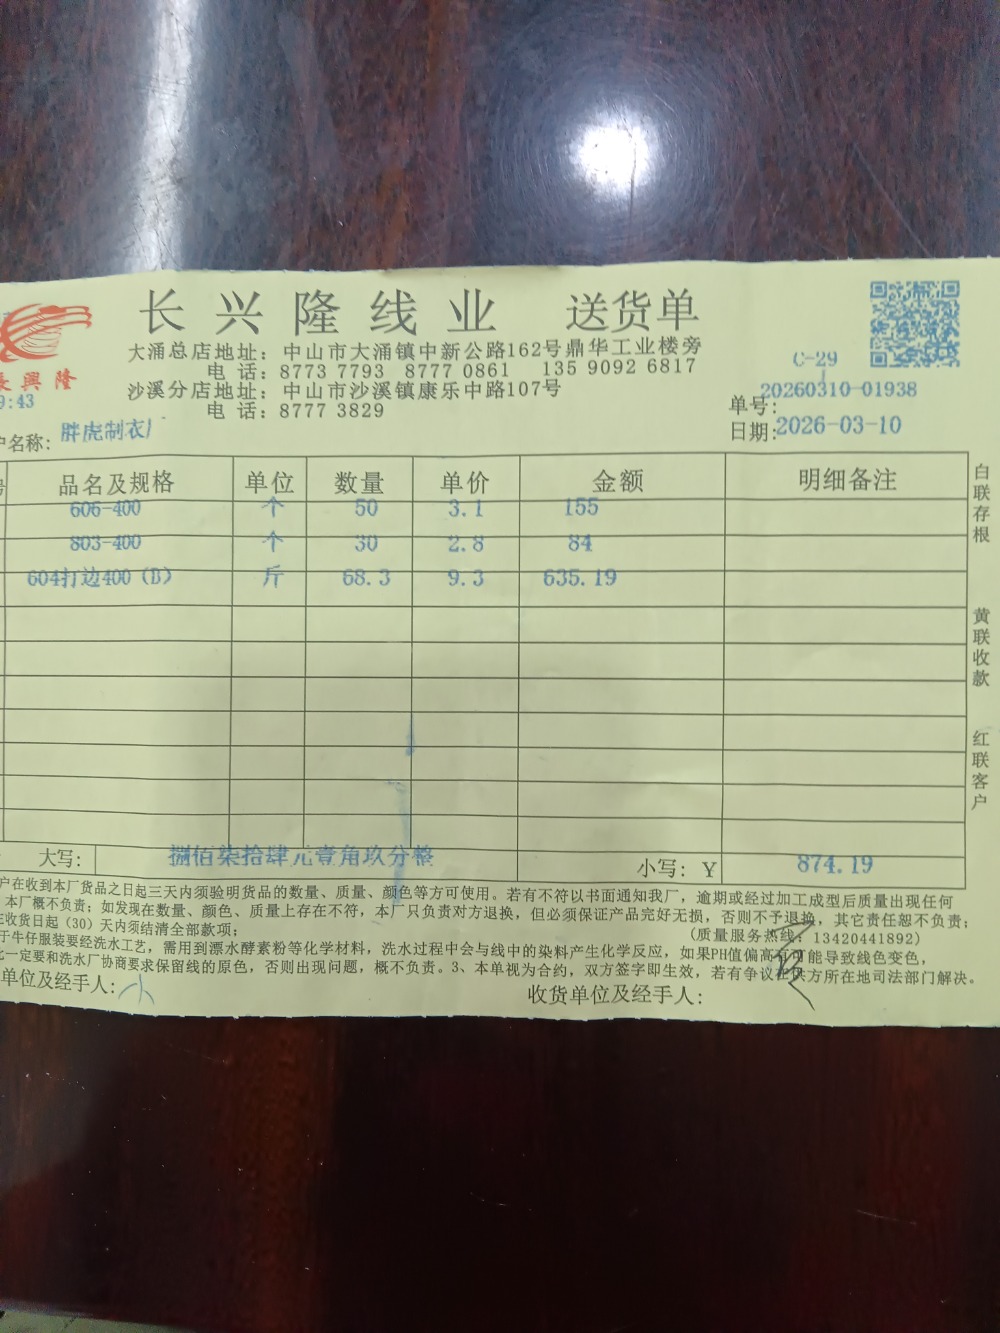 长兴隆线业 送货单
大涌总店地址：中山市大涌镇中新公路162号鼎华工业楼旁
电 话：8773 7793 8777 0861 135 9092 6817
沙溪分店地址：中山市沙溪镇康乐中路107号
电 话：8777 3829
興隆
9:43
C-29
单号：20260310-01938
日期：2026-03-10
户名称：胖虎制衣厂
品名及规格 单位 数量 单价 金额 明细备注
606-400 个 50 3.1 155
803-400 个 30 2.8 84
604打边400（B） 斤 68.3 9.3 635.19
大写：捌佰柒拾肆元壹角玖分整 小写：Y 874.19
户在收到本厂货品之日起三天内须验明货品的数量、质量、颜色等方可使用。若有不符以书面通知我厂，逾期或经过加工成型后质量出现任何
，本厂概不负责；如发现在数量、颜色、质量上存在不符，本厂只负责对方退换，但必须保证产品完好无损，否则不予退换，其它责任恕不负责；
收货日起（30）天内须结清全部款项；
(质量服务热线：13420441892)
于牛仔服装要经洗水工艺，需用到漂水酵素粉等化学材料，洗水过程中会与线中的染料产生化学反应，如果PH值偏高有可能导致线色变色，
一定要和洗水厂协商要求保留线的原色，否则出现问题，概不负责。3、本单视为合约，双方签字即生效，若有争议在供方所在地司法部门解决。
单位及经手人：
收货单位及经手人：
白联存根
黄联收款
红联客户